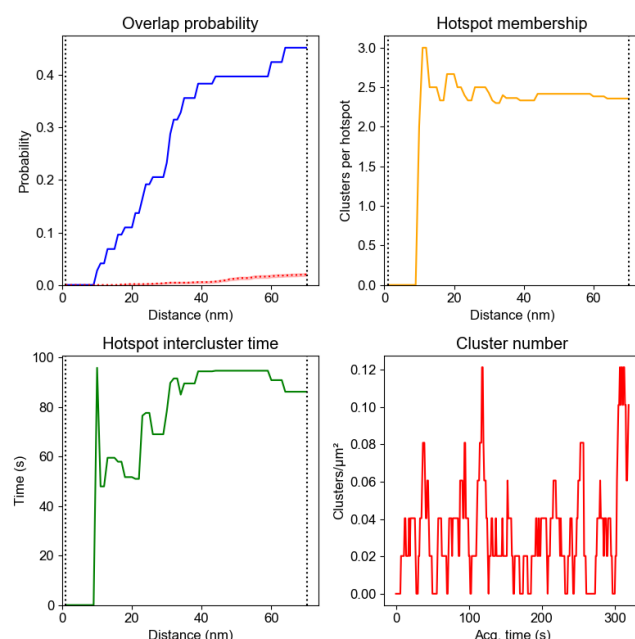 Overlap probability
Probability
0.4
0.3
0.2
0.1
0.0
0 20 40 60
Distance (nm)
Hotspot membership
Clusters per hotspot
3.0
2.5
2.0
1.5
1.0
0.5
0.0
0 20 40 60
Distance (nm)
Hotspot intercluster time
Time (s)
100
80
60
40
20
0
0 20 40 60
Distance (nm)
Cluster number
Clusters/μm²
0.12
0.10
0.08
0.06
0.04
0.02
0.00
0 100 200 300
Acq. time (s)